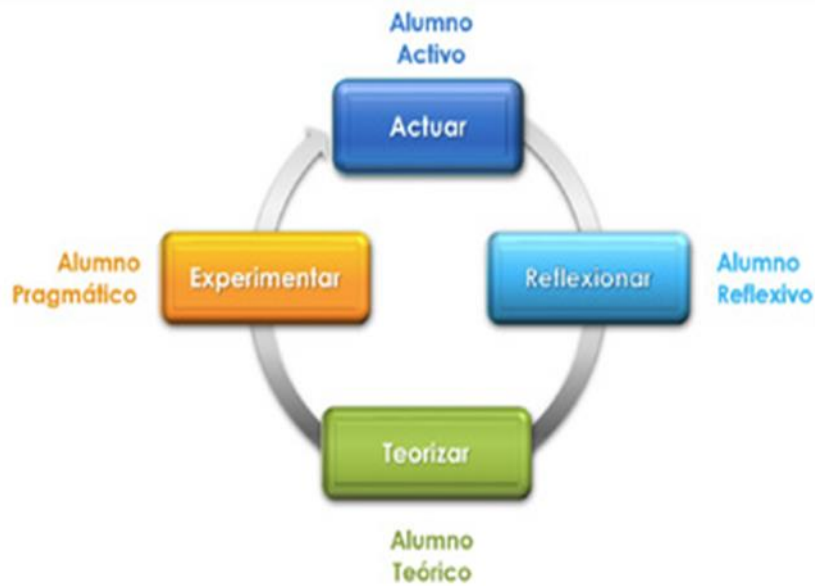 Alumno
Activo
Actuar
Alumno
Pragmático
Experimentar
Reflexionar
Alumno
Reflexivo
Teorizar
Alumno
Teórico